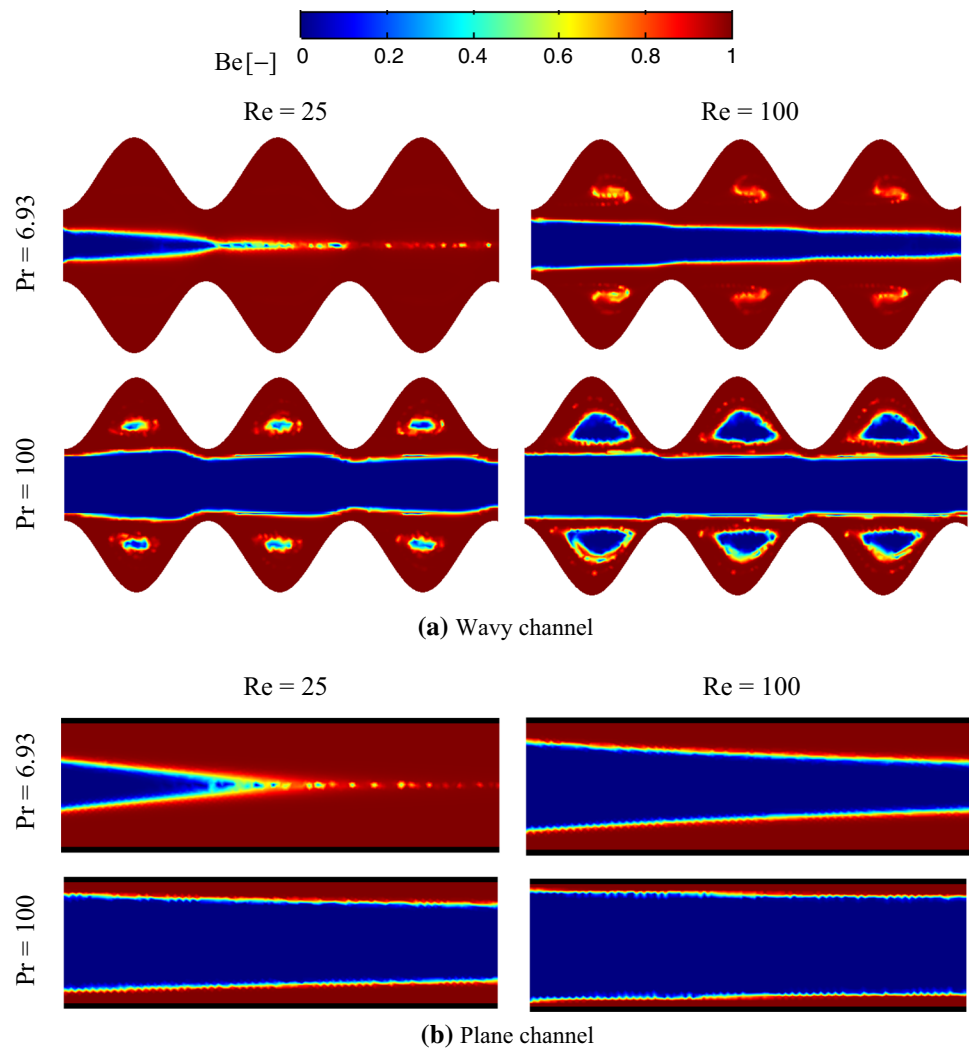 Be[−] 0 0.2 0.4 0.6 0.8 1
Re = 25 Re = 100
Pr = 6.93
Pr = 100
(a) Wavy channel
Re = 25 Re = 100
Pr = 6.93
Pr = 100
(b) Plane channel